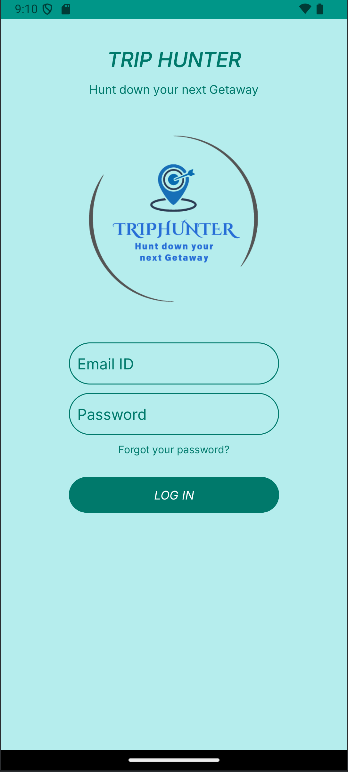 9:10
TRIP HUNTER
Hunt down your next Getaway
TRIPHUNTER
Hunt down your
next Getaway
Email ID
Password
Forgot your password?
LOG IN